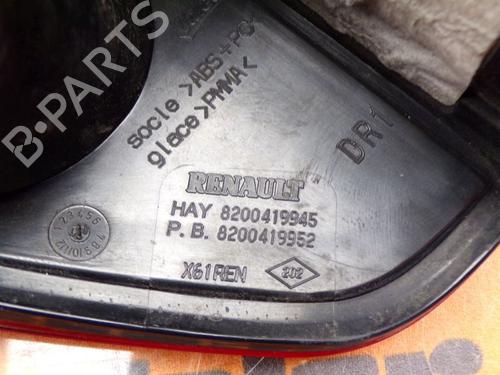 B-PARTS
socle >ABS+PC<
glace >PMMA<
DR1
RENAULT
HAY 8200419945
P. B. 8200419952
X61REN
202